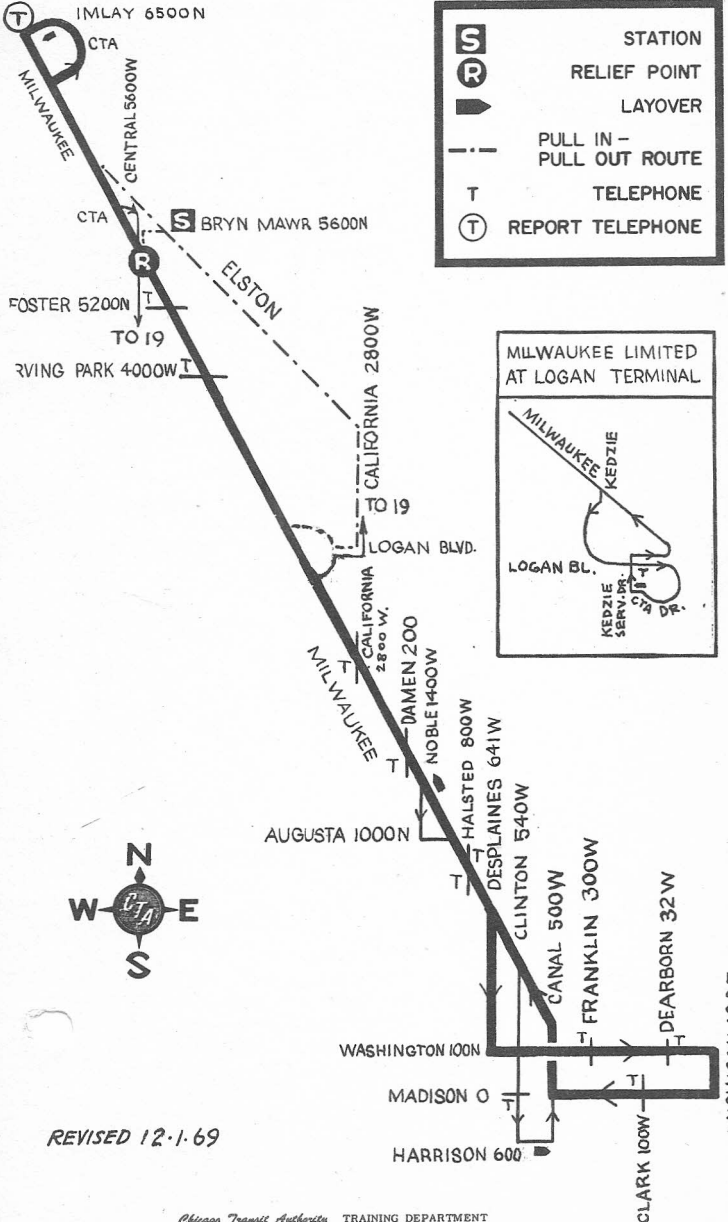 T IMLAY 6500N
CTA
MILWAUKEE
CENTRAL 5600W
CTA
S BRYN MAWR 5600N
R
ELSTON
FOSTER 5200N T
TO 19
RVING PARK 4000W T
CALIFORNIA 2800W
TO 19
LOGAN BLVD.
CALIFORNIA
2800 W.
T
MILWAUKEE
DAMEN 200
NOBLE 1400W
T
HALSTED 800W
AUGUSTA 1000N
T
T
DESPLAINES 641W
CLINTON 540W
CANAL 500W
FRANKLIN 300W
DEARBORN 32W
WASHINGTON 100N
T
T
MADISON 0
T
T
HARRISON 600
CLARK 100W
S STATION
R RELIEF POINT
LAYOVER
PULL IN –
PULL OUT ROUTE
T TELEPHONE
T REPORT TELEPHONE
MILWAUKEE LIMITED
AT LOGAN TERMINAL
MILWAUKEE
KEDZIE
LOGAN BL.
T
KEDZIE
SERV. DR.
CTA DR.
N
W CTA E
S
REVISED 12·1·69
Chicago Transit Authority TRAINING DEPARTMENT